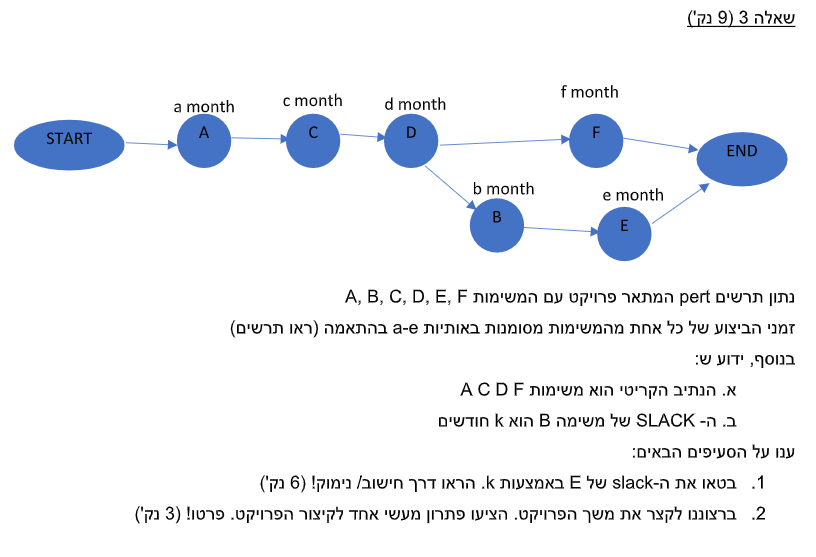 שאלה 3 (9 נק')
a month
c month
d month
f month
START
A
C
D
F
END
b month
e month
B
E
נתון תרשים pert המתאר פרויקט עם המשימות A, B, C, D, E, F
זמני הביצוע של כל אחת מהמשימות מסומנות באותיות a-e בהתאמה (ראו תרשים)
בנוסף, ידוע ש:
א. הנתיב הקריטי הוא משימות A C D F
ב. ה- SLACK של משימה B הוא k חודשים
ענו על הסעיפים הבאים:
1. בטאו את ה-slack של E באמצעות k. הראו דרך חישוב/ נימוק! (6 נק')
2. ברצוננו לקצר את משך הפרויקט. הציעו פתרון מעשי אחד לקיצור הפרויקט. פרטו! (3 נק')